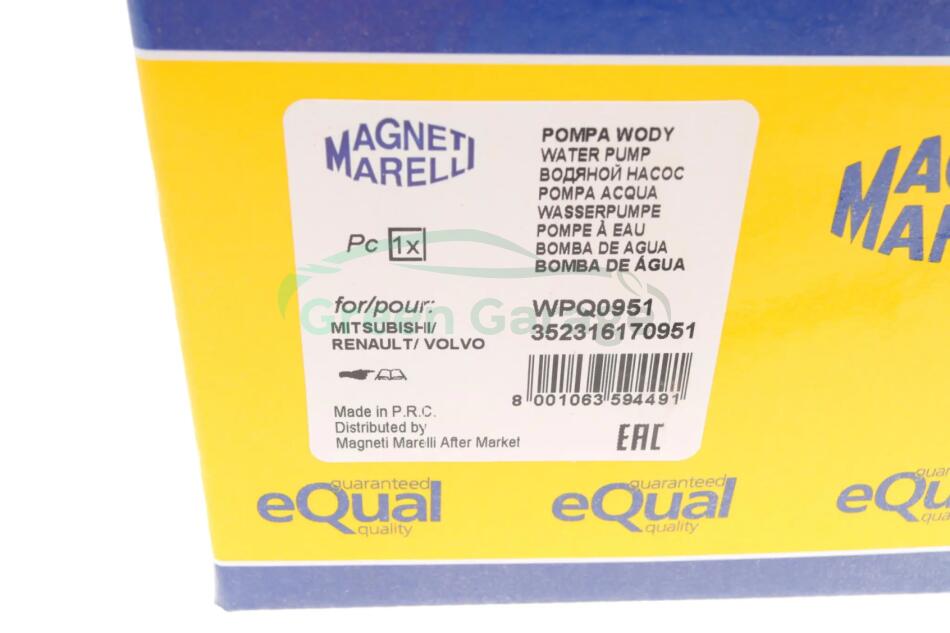 MAGNETI
MARELLI
POMPA WODY
WATER PUMP
ВОДЯНОЙ НАСОС
POMPA ACQUA
WASSERPUMPE
POMPE À EAU
BOMBA DE AGUA
BOMBA DE ÁGUA
Pc 1x
for/pour:
MITSUBISHI/
RENAULT/ VOLVO
WPQ0951
352316170951
8 001063 594491
Made in P.R.C.
Distributed by
Magneti Marelli After Market
EAC
Green Garage
guaranteed
eQual
quality
guaranteed
eQual
quality